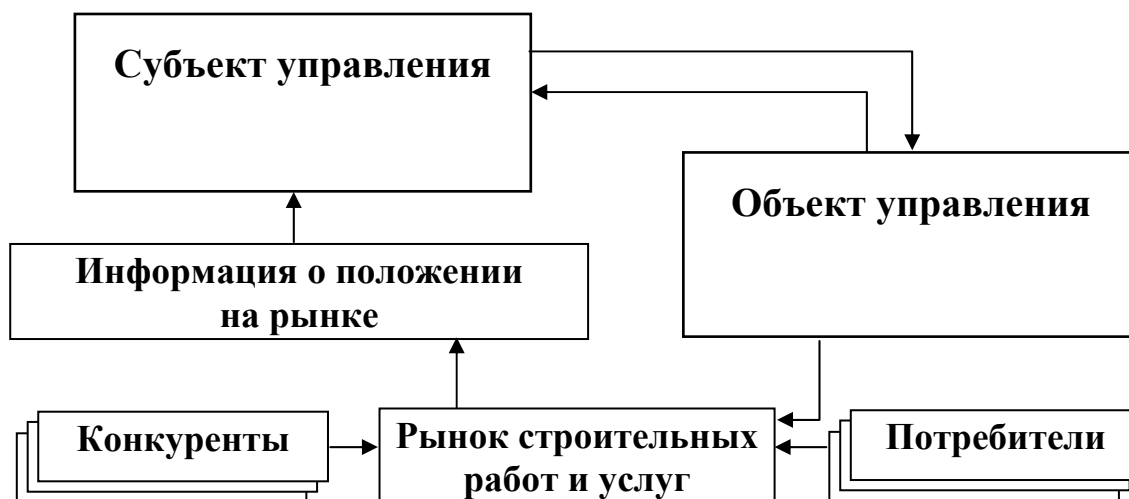 Субъект управления
Объект управления
Информация о положении
на рынке
Конкуренты
Рынок строительных
работ и услуг
Потребители